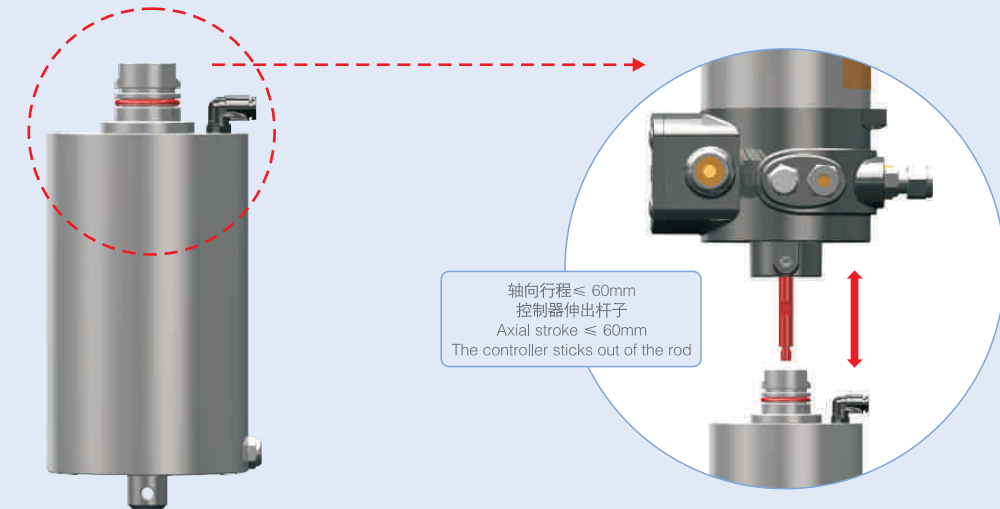 轴向行程≤ 60mm
控制器伸出杆子
Axial stroke ≤ 60mm
The controller sticks out of the rod